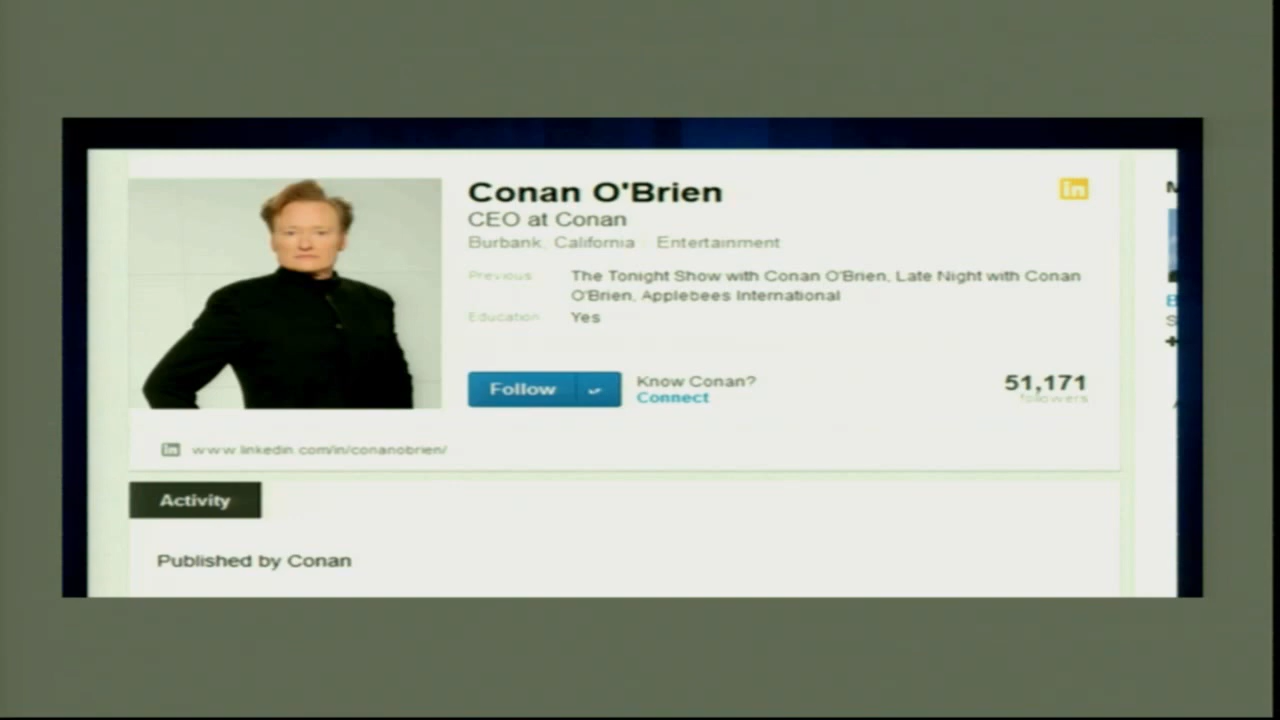 Conan O'Brien
in
CEO at Conan
Burbank, California Entertainment
Previous The Tonight Show with Conan O'Brien, Late Night with Conan
O'Brien, Applebees International
Education Yes
Follow
Know Conan?
Connect
51,171
followers
in www.linkedin.com/in/conanobrien/
Activity
Published by Conan